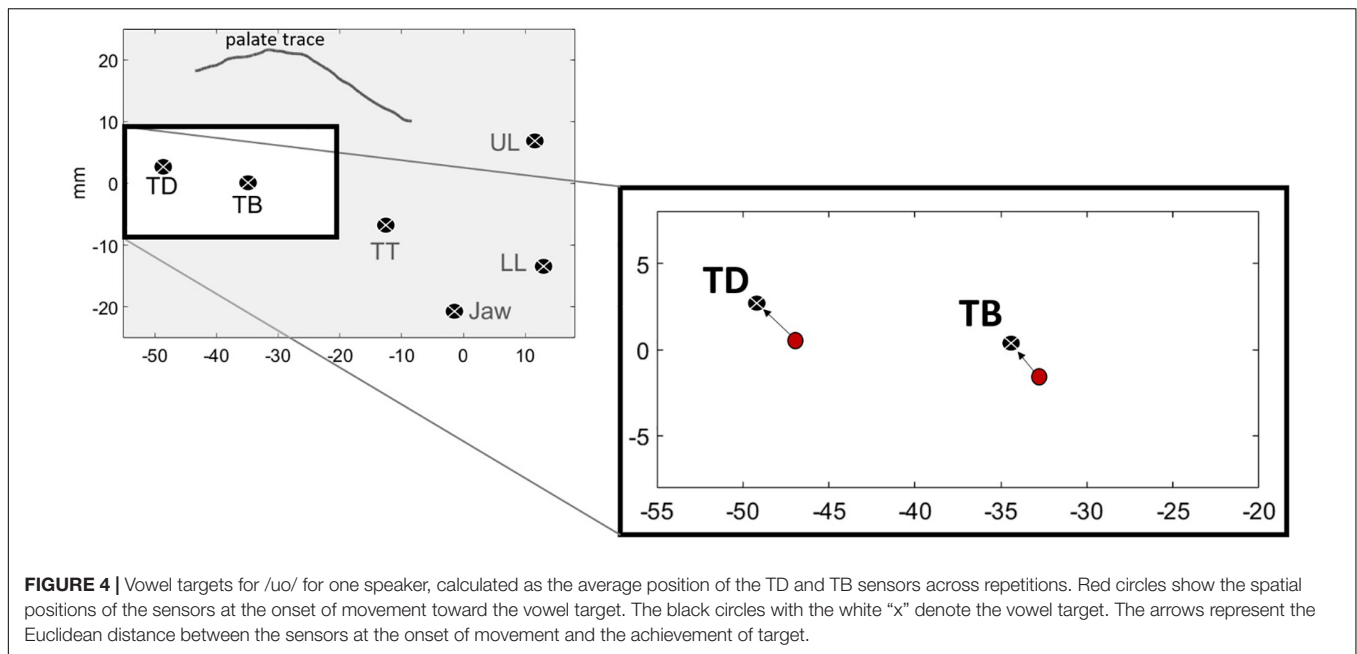 palate trace
20
10
0
-10
-20
mm
UL
TD
TB
TT
LL
Jaw
-50 -40 -30 -20 -10 0 10
5
0
-5
TD
TB
-55 -50 -45 -40 -35 -30 -25 -20
FIGURE 4 | Vowel targets for /uo/ for one speaker, calculated as the average position of the TD and TB sensors across repetitions. Red circles show the spatial
positions of the sensors at the onset of movement toward the vowel target. The black circles with the white “x” denote the vowel target. The arrows represent the
Euclidean distance between the sensors at the onset of movement and the achievement of target.